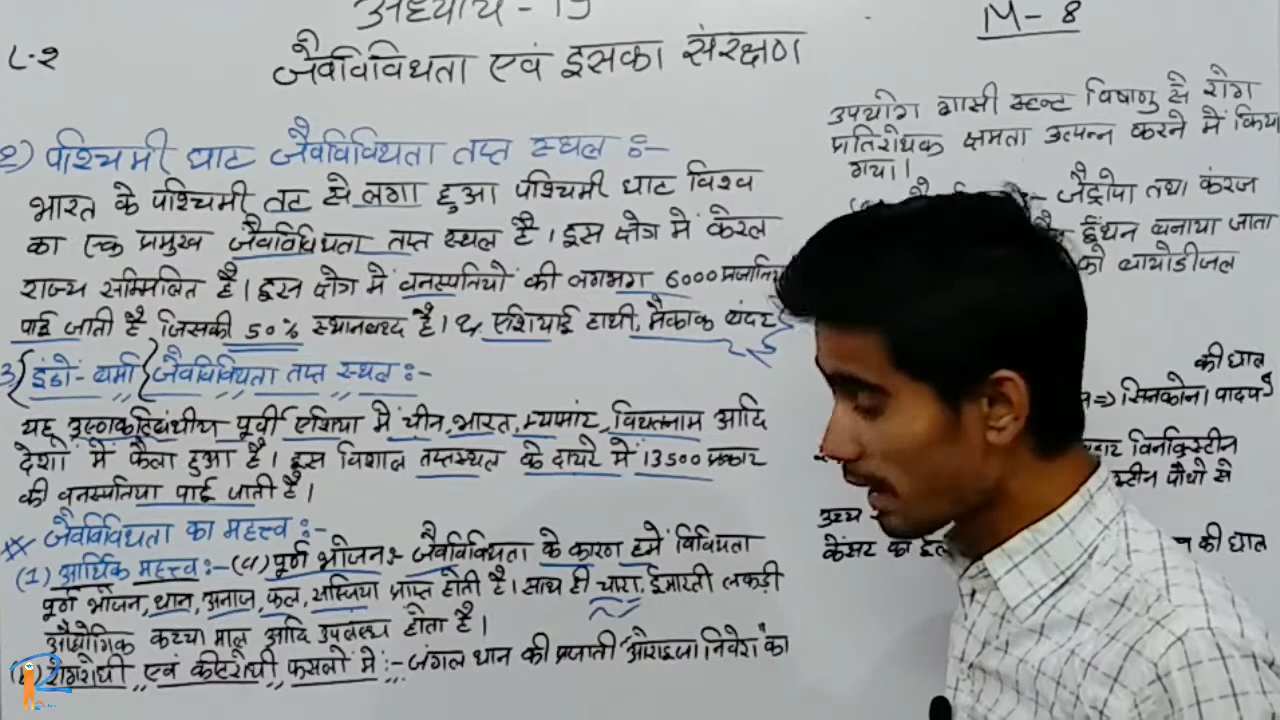 अध्याय - 15
M - 8
L-2
जैवविविधता एवं इसका संरक्षण
2) पश्चिमी घाट जैवविविधता तप्त स्थल :-
भारत के पश्चिमी तट से लगा हुआ पश्चिमी घाट विश्व
का एक प्रमुख जैवविविधता तप्त स्थल है। इस क्षेत्र में केरल
राज्य सम्मिलित है। इस क्षेत्र में वनस्पतियों की लगभग 6000 प्रजातियां
पाई जाती है जिसकी 50% स्थानबध्द है। & एशियाई हाथी, मैकाक बंदर
3) {इंडो-बर्मा} जैवविविधता तप्त स्थल :-
यह उष्णकटिबंधीय पूर्वी एशिया में चीन, भारत, म्यामांर, वियतनाम आदि
देशों में फैला हुआ है। इस विशाल तप्तस्थल के दायरे में 13500 प्रकार
की वनस्पतिया पाई जाती है।
** जैवविविधता का महत्त्व :-
(1) आर्थिक महत्त्व :- (a) पूर्ण भोजन :- जैवविविधता के कारण हमें विविधता
पूर्ण भोजन, धान, अनाज, फल, सब्जिया प्राप्त होती है। साथ ही चारा, ईमारती लकड़ी
औद्योगिक कच्चा माल आदि उपलब्ध होता है।
(b) रोगरोधी एवं कीटरोधी फसलों में :- जंगल धान की प्रजाती "ओराइजा निवेरा" का
उपयोग ग्रासी स्टन्ट विषाणु से रोग
प्रतिरोधक क्षमता उत्पन्न करने में किया
गया।
जैट्रोपा तथा कंरज
ईंधन बनाया जाता
को बायोडीजल
की छाल
=> सिनकोना पादप
विनक्रिस्टीन
स्टीन पौधो से
उच्च
कैंसर का
की छाल